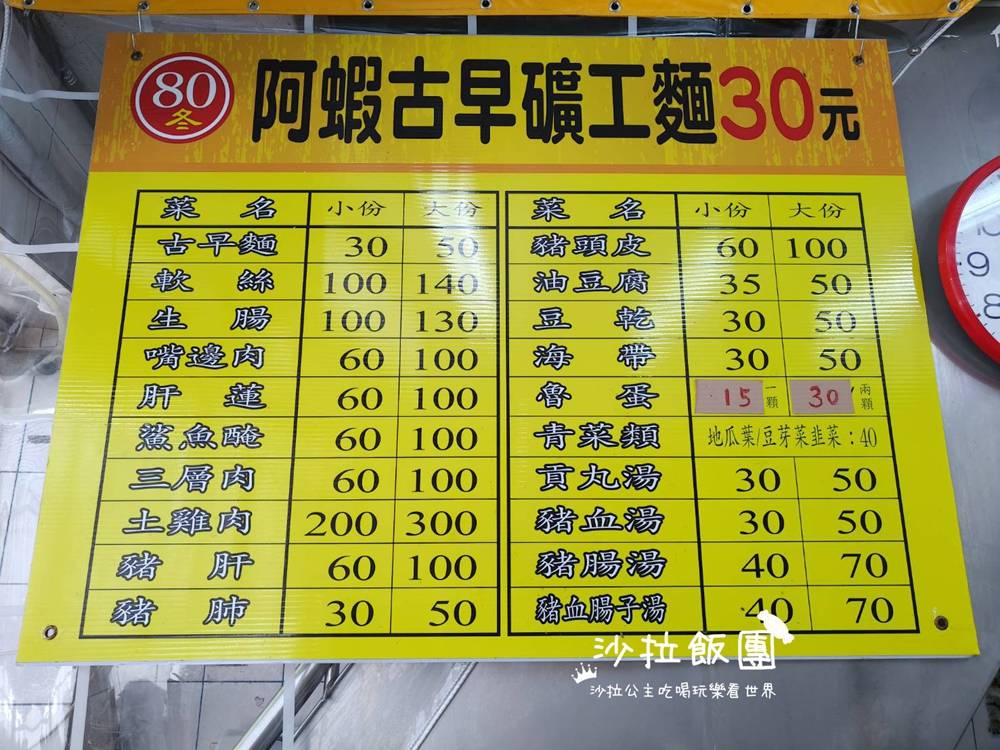 80
冬
阿蝦古早礦工麵30元
菜 名 小份 大份
古早麵 30 50
軟 絲 100 140
生 腸 100 130
嘴邊肉 60 100
肝 蓮 60 100
鯊魚醃 60 100
三層肉 60 100
土雞肉 200 300
豬 肝 60 100
豬 肺 30 50
菜 名 小份 大份
豬頭皮 60 100
油豆腐 35 50
豆 乾 30 50
海 帶 30 50
魯 蛋 15 一顆 30 兩顆
青菜類 地瓜葉/豆芽菜韭菜:40
貢丸湯 30 50
豬血湯 30 50
豬腸湯 40 70
豬血腸子湯 40 70
沙拉飯團
沙拉公主吃喝玩樂看世界
10
9
8